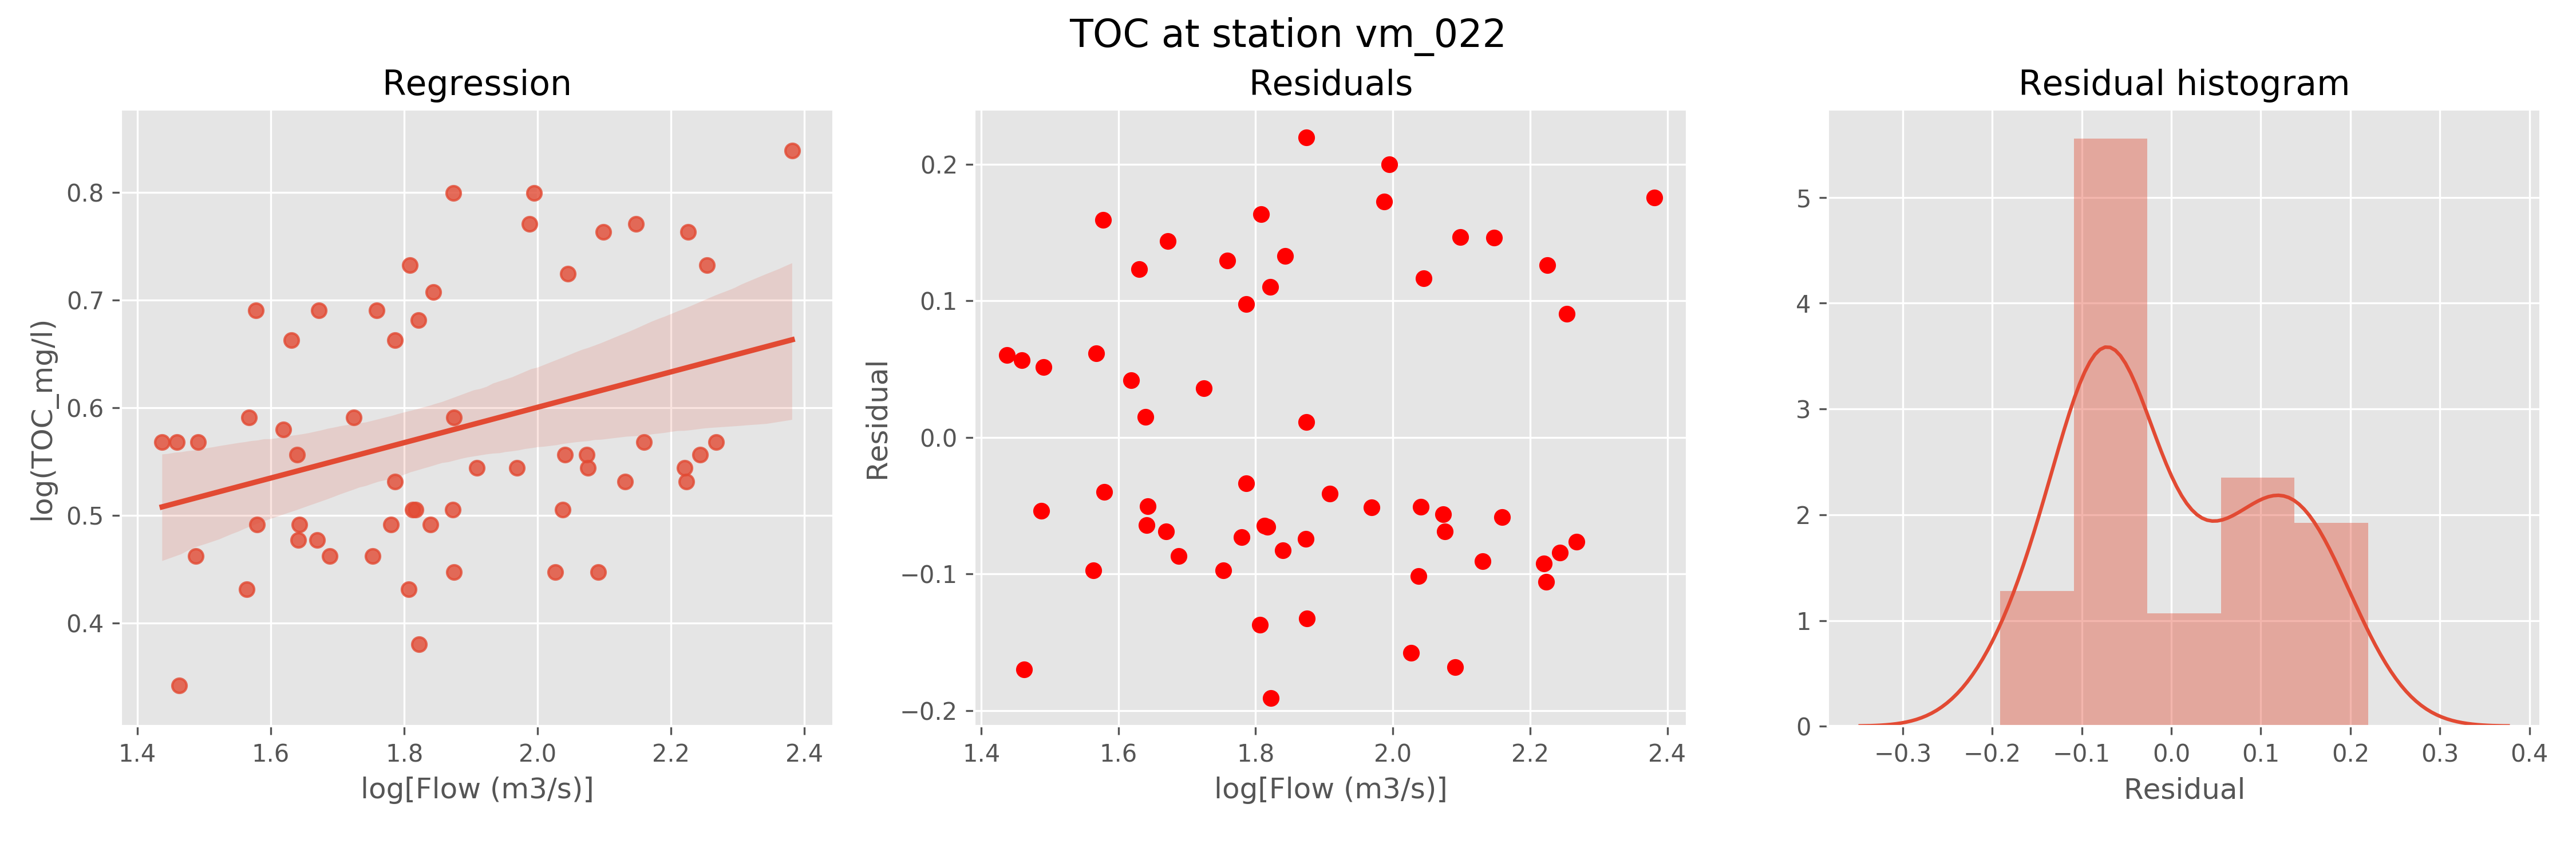 TOC at station vm_022
Regression
log(TOC_mg/l)
0.8
0.7
0.6
0.5
0.4
1.4 1.6 1.8 2.0 2.2 2.4
log[Flow (m3/s)]
Residuals
Residual
0.2
0.1
0.0
−0.1
−0.2
1.4 1.6 1.8 2.0 2.2 2.4
log[Flow (m3/s)]
Residual histogram
5
4
3
2
1
0
−0.3 −0.2 −0.1 0.0 0.1 0.2 0.3 0.4
Residual